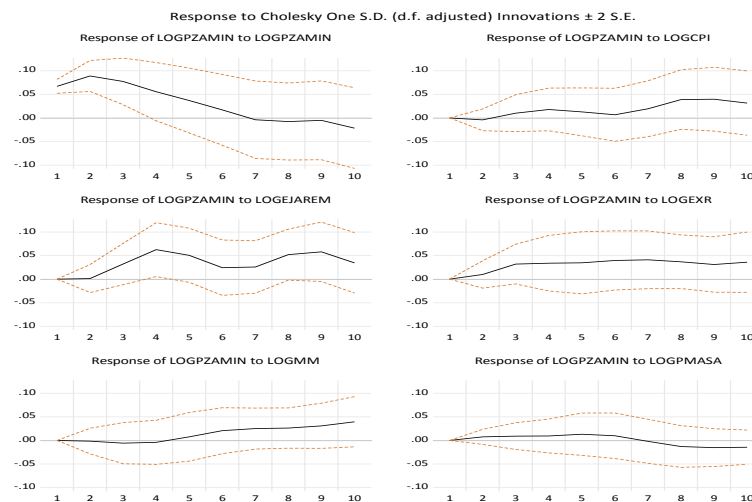 Response to Cholesky One S.D. (d.f. adjusted) Innovations ± 2 S.E.
Response of LOGPZAMIN to LOGPZAMIN
.10
.05
.00
-.05
-.10
1 2 3 4 5 6 7 8 9 10
Response of LOGPZAMIN to LOGCPI
.10
.05
.00
-.05
-.10
1 2 3 4 5 6 7 8 9 10
Response of LOGPZAMIN to LOGEJAREM
.10
.05
.00
-.05
-.10
1 2 3 4 5 6 7 8 9 10
Response of LOGPZAMIN to LOGEXR
.10
.05
.00
-.05
-.10
1 2 3 4 5 6 7 8 9 10
Response of LOGPZAMIN to LOGMM
.10
.05
.00
-.05
-.10
1 2 3 4 5 6 7 8 9 10
Response of LOGPZAMIN to LOGPMASA
.10
.05
.00
-.05
-.10
1 2 3 4 5 6 7 8 9 10